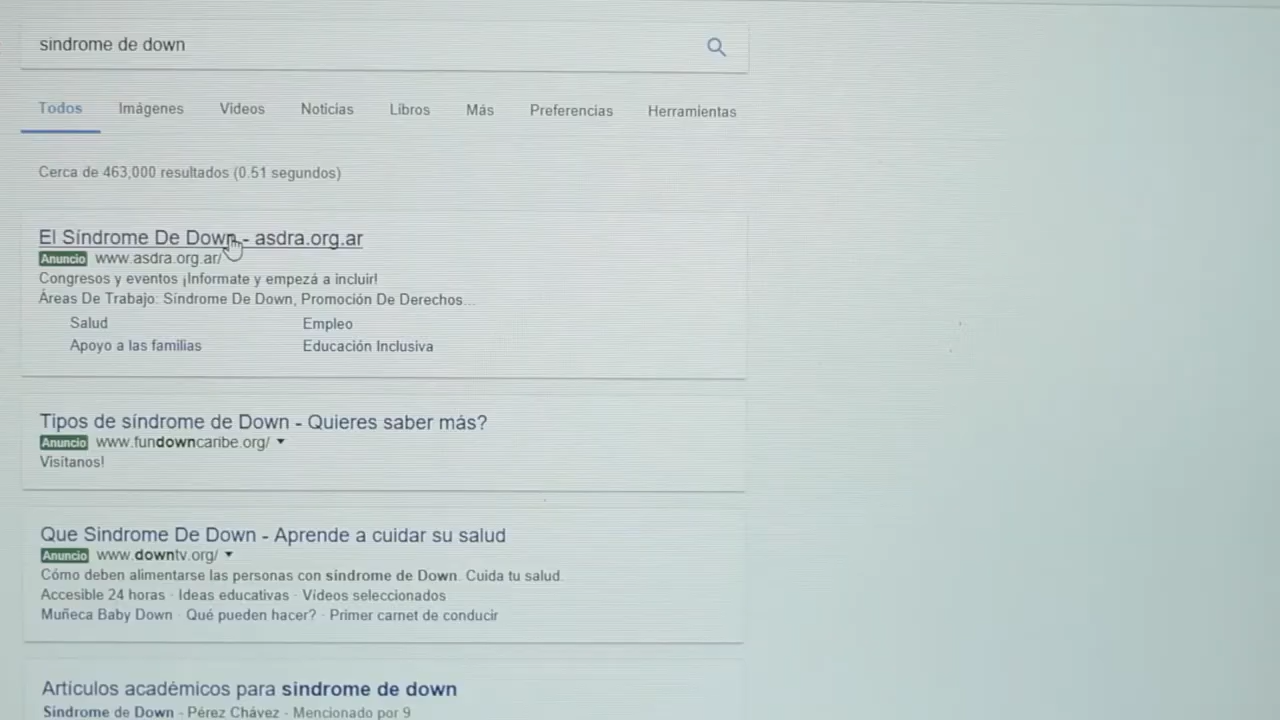 sindrome de down
Todos Imágenes Videos Noticias Libros Más Preferencias Herramientas
Cerca de 463,000 resultados (0.51 segundos)
El Síndrome De Down - asdra.org.ar
Anuncio www.asdra.org.ar/
Congresos y eventos ¡Informate y empezá a incluir!
Áreas De Trabajo: Síndrome De Down, Promoción De Derechos...
Salud Empleo
Apoyo a las familias Educación Inclusiva
Tipos de síndrome de Down - Quieres saber más?
Anuncio www.fundowncaribe.org/
Visítanos!
Que Sindrome De Down - Aprende a cuidar su salud
Anuncio www.downtv.org/
Cómo deben alimentarse las personas con sindrome de Down. Cuida tu salud.
Accesible 24 horas · Ideas educativas · Vídeos seleccionados
Muñeca Baby Down · Qué pueden hacer? · Primer carnet de conducir
Artículos académicos para sindrome de down
Síndrome de Down - Pérez Chávez - Mencionado por 9